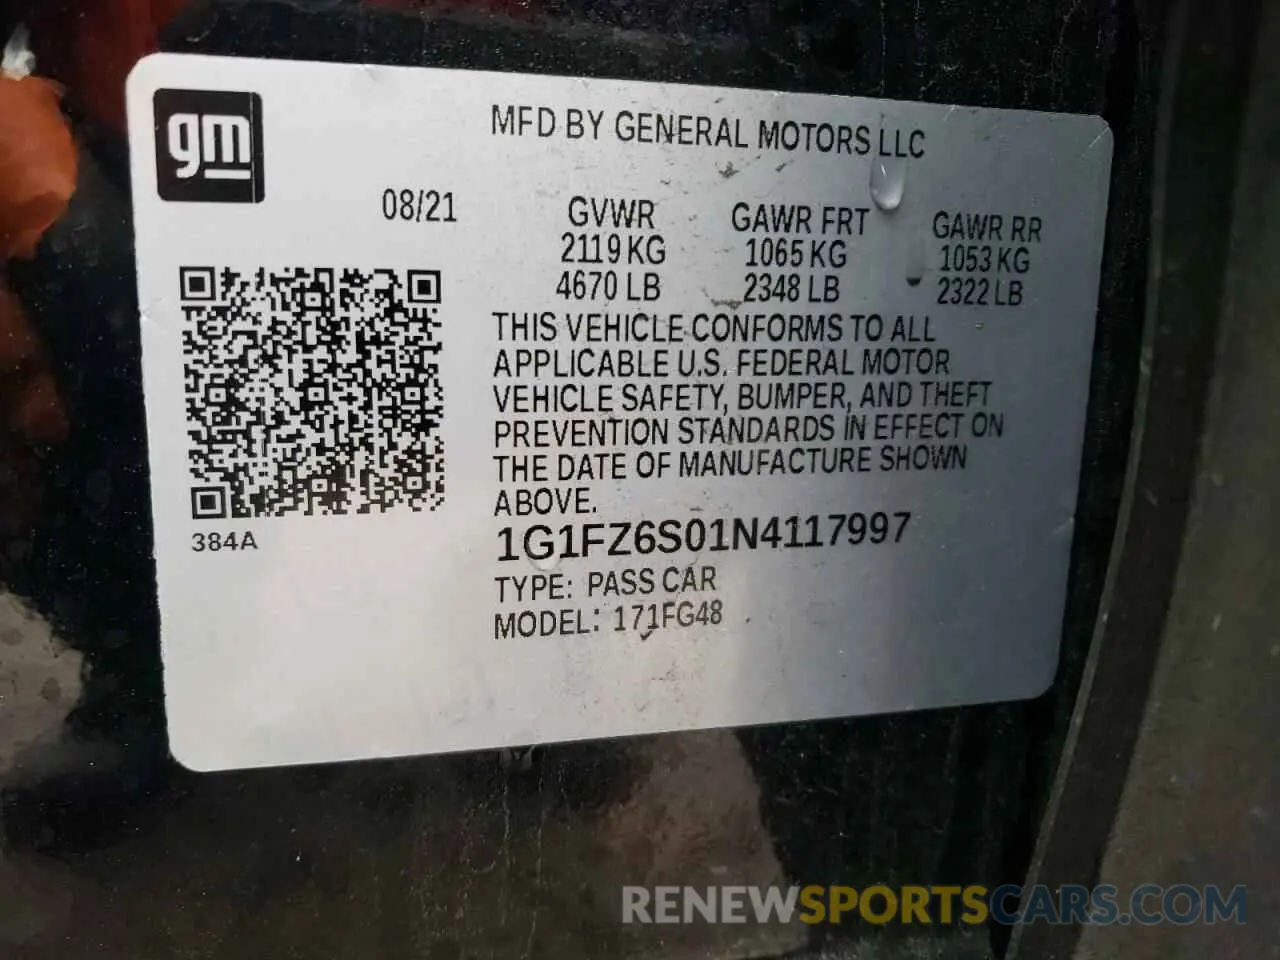 gm
MFD BY GENERAL MOTORS LLC
08/21
GVWR GAWR FRT GAWR RR
2119 KG 1065 KG 1053 KG
4670 LB 2348 LB 2322 LB
THIS VEHICLE CONFORMS TO ALL
APPLICABLE U.S. FEDERAL MOTOR
VEHICLE SAFETY, BUMPER, AND THEFT
PREVENTION STANDARDS IN EFFECT ON
THE DATE OF MANUFACTURE SHOWN
ABOVE.
384A
1G1FZ6S01N4117997
TYPE: PASS CAR
MODEL: 171FG48
RENEWSPORTSCARS.COM